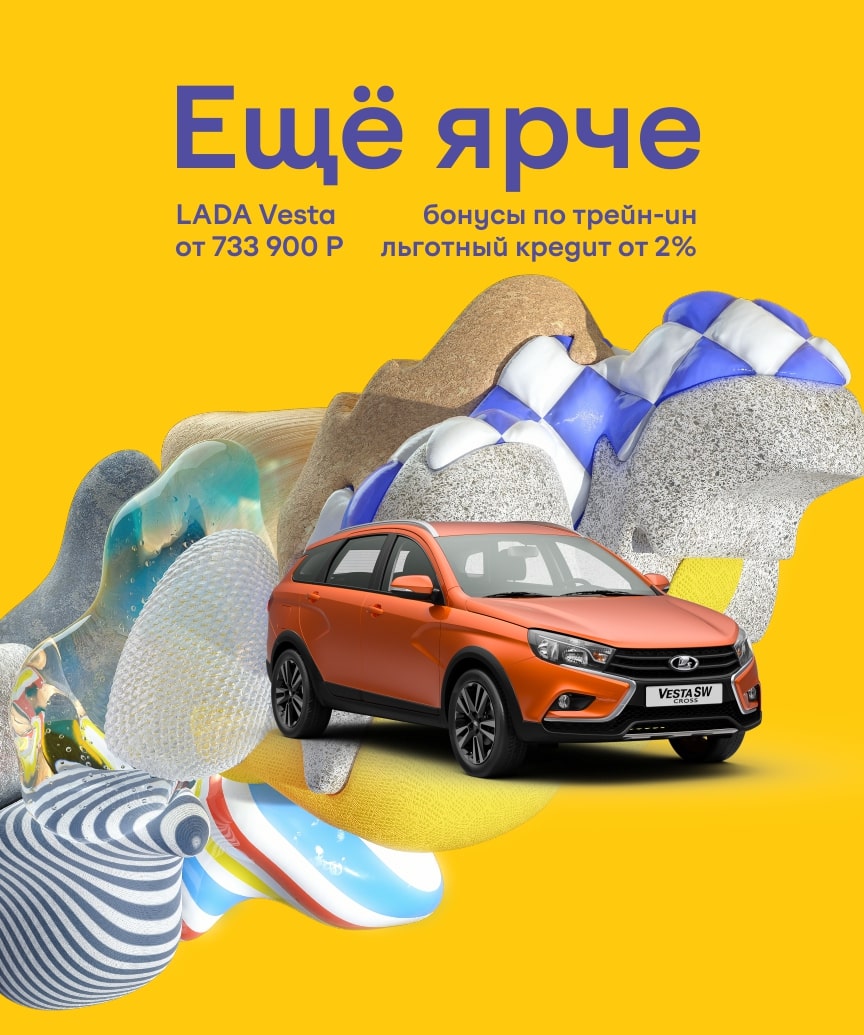 Ещё ярче
LADA Vesta
от 733 900 Р
бонусы по трейн-ин
льготный кредит от 2%
VESTA SW
CROSS